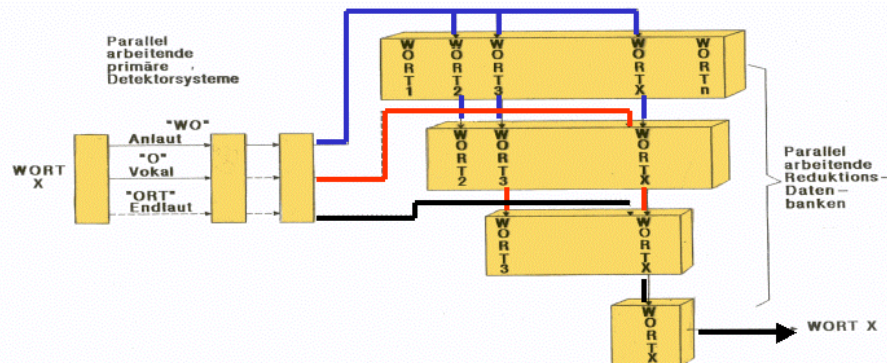 Parallel
arbeitende
primäre
Detektorsysteme
WORT
X
"WO"
Anlaut
"O"
Vokal
"ORT"
Endlaut
WORT1
WORT2
WORT3
WORTX
WORTn
WORT2
WORT3
WORTX
WORT3
WORTX
WORTX
Parallel
arbeitende
Reduktions-
Daten-
banken
WORT X